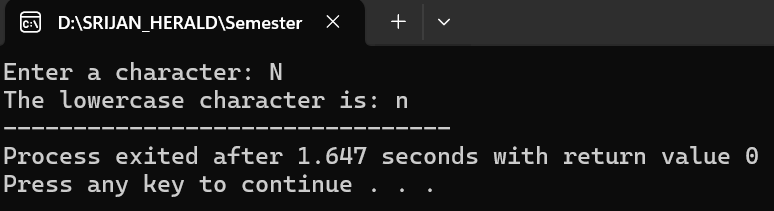 D:\SRIJAN_HERALD\Semester
Enter a character: N
The lowercase character is: n
--------------------------------
Process exited after 1.647 seconds with return value 0
Press any key to continue . . .